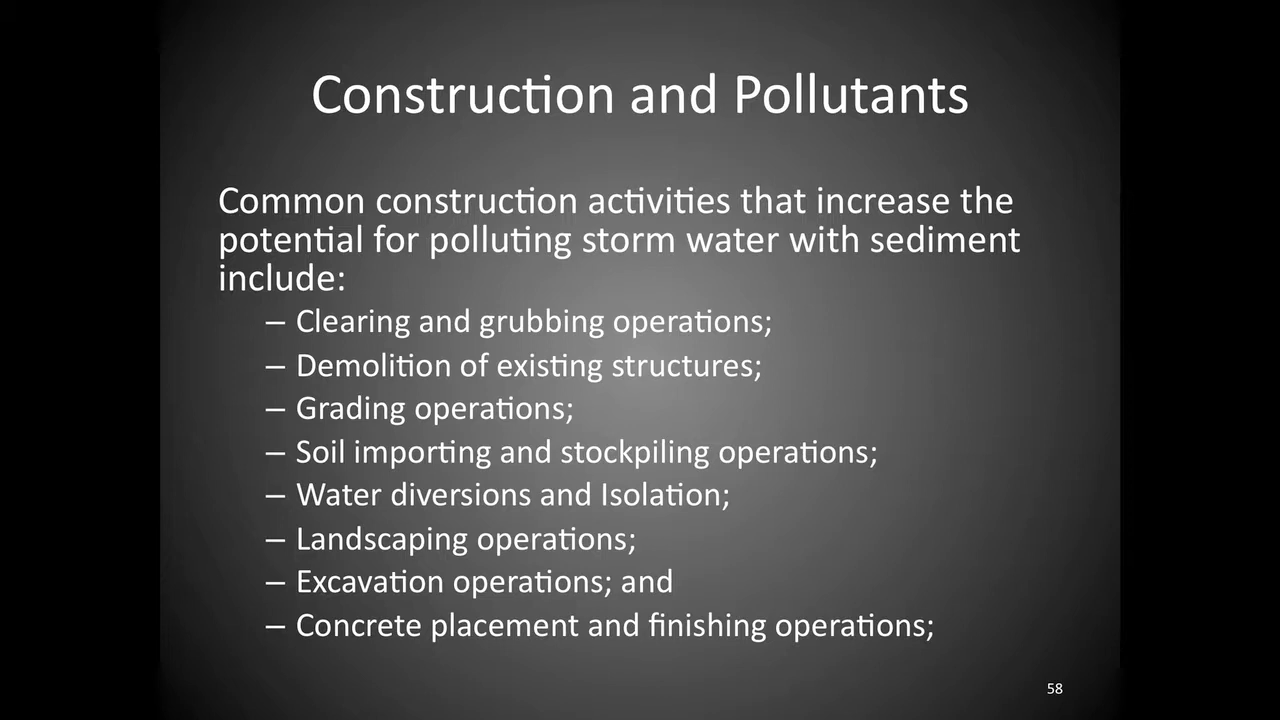 Construction and Pollutants
Common construction activities that increase the
potential for polluting storm water with sediment
include:
– Clearing and grubbing operations;
– Demolition of existing structures;
– Grading operations;
– Soil importing and stockpiling operations;
– Water diversions and Isolation;
– Landscaping operations;
– Excavation operations; and
– Concrete placement and finishing operations;
58